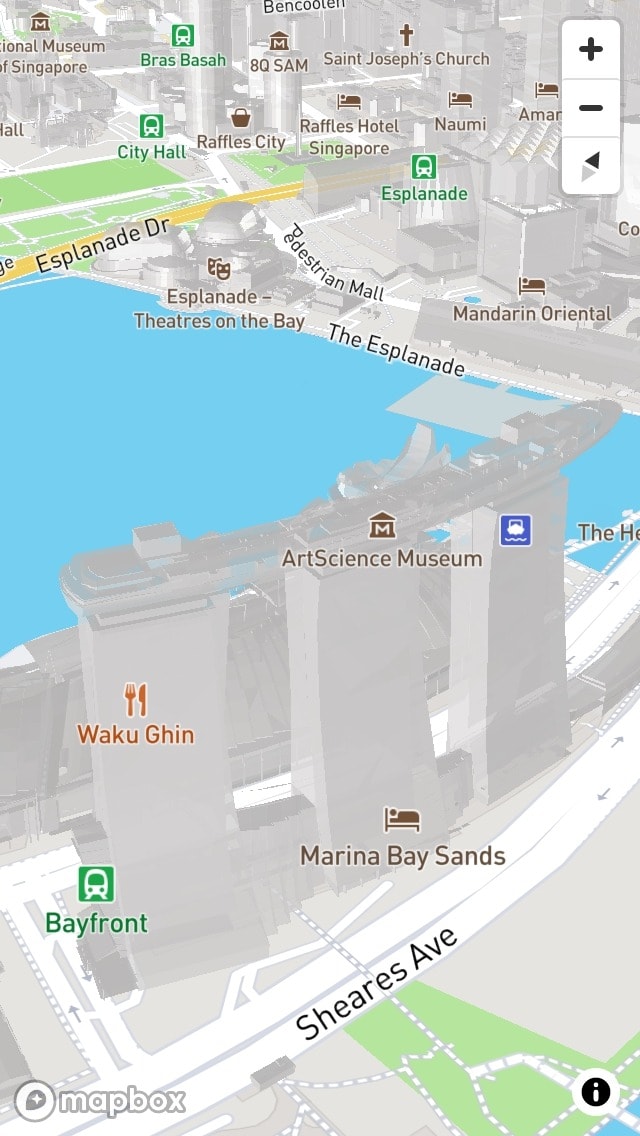 Bencoolen
ional Museum
of Singapore
Bras Basah
8Q SAM
Saint Joseph's Church
Hall
City Hall
Raffles City
Raffles Hotel
Singapore
Naumi
Amar
Esplanade
Co
ge
Esplanade Dr
Pedestrian Mall
Esplanade –
Theatres on the Bay
Mandarin Oriental
The Esplanade
ArtScience Museum
The He
Waku Ghin
Marina Bay Sands
Bayfront
Sheares Ave
mapbox